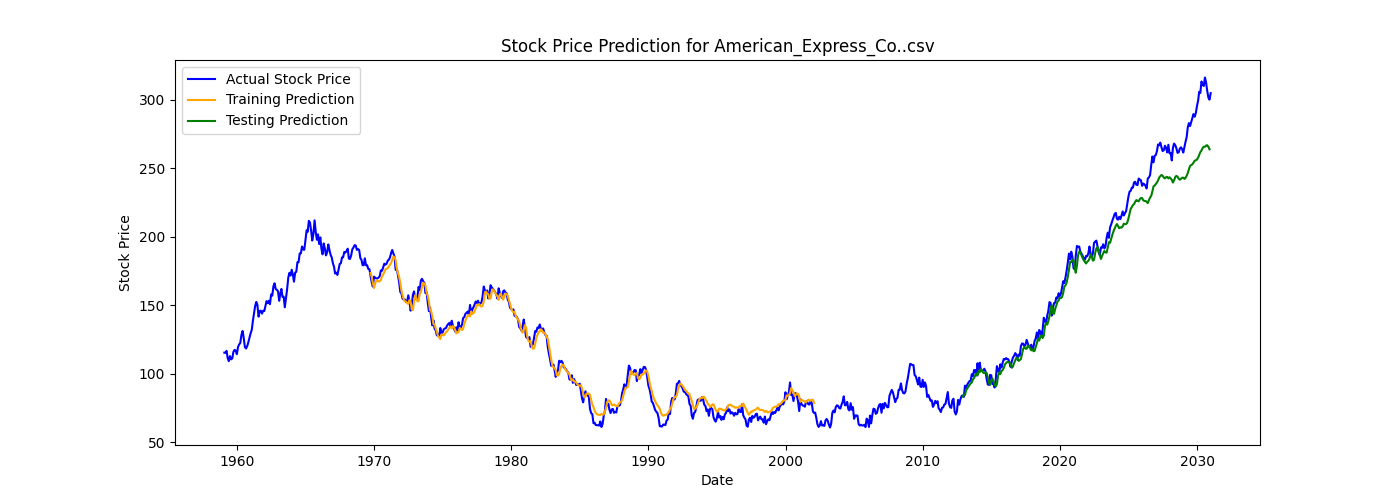 Stock Price Prediction for American_Express_Co..csv
Actual Stock Price
Training Prediction
Testing Prediction
Stock Price
300
250
200
150
100
50
1960
1970
1980
1990
2000
2010
2020
2030
Date